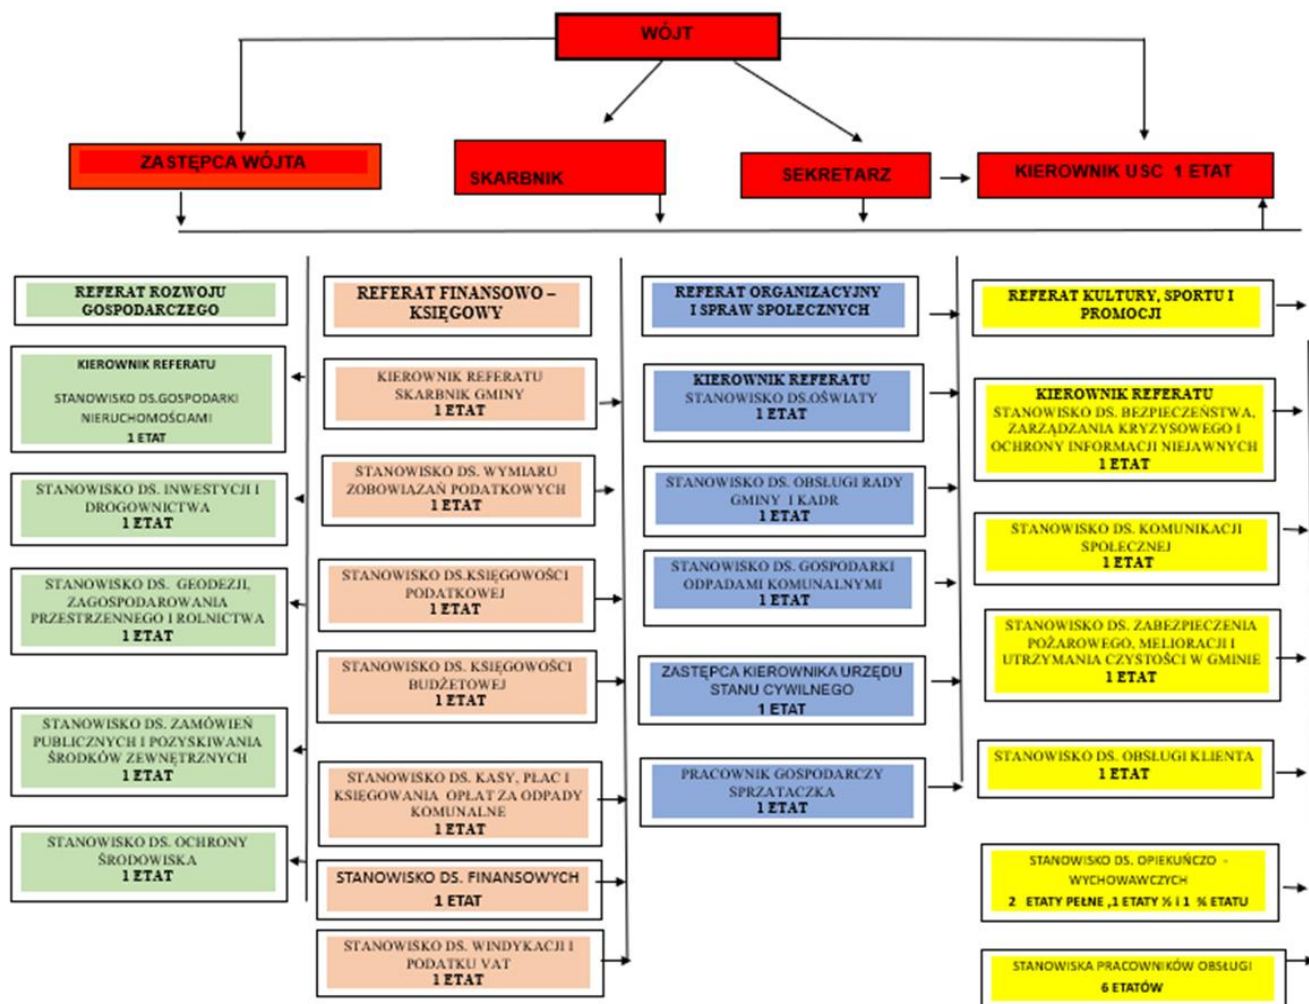 WÓJT
ZASTĘPCA WÓJTA
SKARBNIK
SEKRETARZ
KIEROWNIK USC 1 ETAT
REFERAT ROZWOJU
GOSPODARCZEGO
KIEROWNIK REFERATU
STANOWISKO DS.GOSPODARKI
NIERUCHOMOŚCIAMI
1 ETAT
STANOWISKO DS. INWESTYCJI I
DROGOWNICTWA
1 ETAT
STANOWISKO DS. GEODEZJI,
ZAGOSPODAROWANIA
PRZESTRZENNEGO I ROLNICTWA
1 ETAT
STANOWISKO DS. ZAMÓWIEŃ
PUBLICZNYCH I POZYSKIWANIA
ŚRODKÓW ZEWNĘTRZNYCH
1 ETAT
STANOWISKO DS. OCHRONY
ŚRODOWISKA
1 ETAT
REFERAT FINANSOWO –
KSIĘGOWY
KIEROWNIK REFERATU
SKARBNIK GMINY
1 ETAT
STANOWISKO DS. WYMIARU
ZOBOWIĄZAŃ PODATKOWYCH
1 ETAT
STANOWISKO DS.KSIĘGOWOŚCI
PODATKOWEJ
1 ETAT
STANOWISKO DS. KSIĘGOWOŚCI
BUDŻETOWEJ
1 ETAT
STANOWISKO DS. KASY, PŁAC I
KSIĘGOWANIA OPŁAT ZA ODPADY
KOMUNALNE
1 ETAT
STANOWISKO DS. FINANSOWYCH
1 ETAT
STANOWISKO DS. WINDYKACJI I
PODATKU VAT
1 ETAT
REFERAT ORGANIZACYJNY
I SPRAW SPOŁECZNYCH
KIEROWNIK REFERATU
STANOWISKO DS.OŚWIATY
1 ETAT
STANOWISKO DS. OBSŁUGI RADY
GMINY I KADR
1 ETAT
STANOWISKO DS. GOSPODARKI
ODPADAMI KOMUNALNYMI
1 ETAT
ZASTĘPCA KIEROWNIKA URZĘDU
STANU CYWILNEGO
1 ETAT
PRACOWNIK GOSPODARCZY
SPRZATACZKA
1 ETAT
REFERAT KULTURY, SPORTU I
PROMOCJI
KIEROWNIK REFERATU
STANOWISKO DS. BEZPIECZEŃSTWA,
ZARZĄDZANIA KRYZYSOWEGO I
OCHRONY INFORMACJI NIEJAWNYCH
1 ETAT
STANOWISKO DS. KOMUNIKACJI
SPOŁECZNEJ
1 ETAT
STANOWISKO DS. ZABEZPIECZENIA
POŻAROWEGO, MELIORACJI I
UTRZYMANIA CZYSTOŚCI W GMINIE
1 ETAT
STANOWISKO DS. OBSŁUGI KLIENTA
1 ETAT
STANOWISKO DS. OPIEKUŃCZO -
WYCHOWAWCZYCH
2 ETATY PEŁNE ,1 ETATY ½ i 1 ¾ ETATU
STANOWISKA PRACOWNIKÓW OBSŁUGI
6 ETATÓW